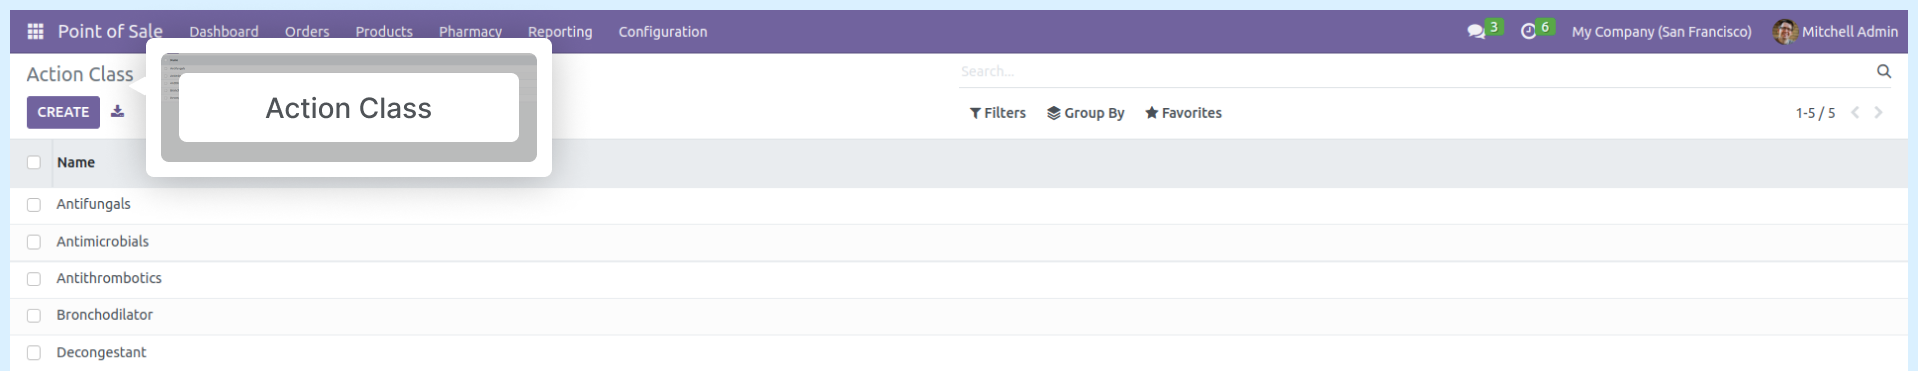 Point of Sale Dashboard Orders Products Pharmacy Reporting Configuration 3 6 My Company (San Francisco) Mitchell Admin
Action Class Search...
Action Class
CREATE Filters Group By Favorites 1-5 / 5
Name
Antifungals
Antimicrobials
Antithrombotics
Bronchodilator
Decongestant